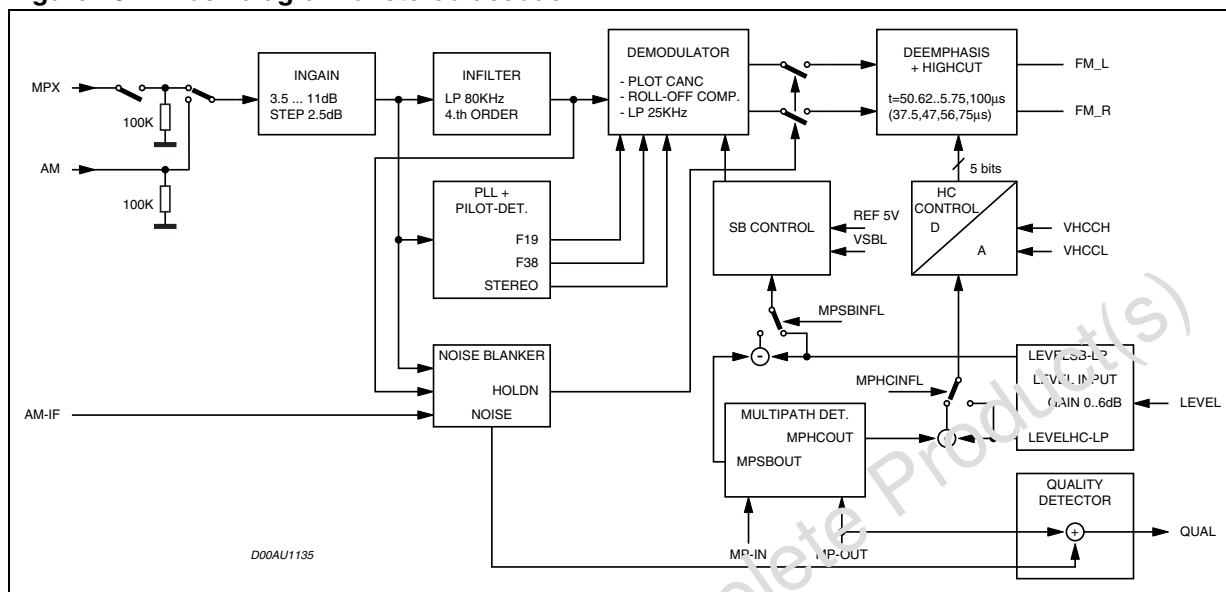 MPX
100K
AM
100K
INGAIN
3.5 ... 11dB
STEP 2.5dB
INFILTER
LP 80KHz
4.th ORDER
DEMODULATOR
- PLOT CANC
- ROLL-OFF COMP.
- LP 25KHz
DEEMPHASIS
+ HIGHCUT
t=50.62..5.75,100µs
(37.5,47,56,75µs)
FM_L
FM_R
5 bits
PLL +
PILOT-DET.
F19
F38
STEREO
SB CONTROL
REF 5V
VSBL
HC
CONTROL
D
A
VHCCH
VHCCL
MPSBINFL
NOISE BLANKER
HOLDN
NOISE
AM-IF
MPHCINFL
LEVELSB-LP
LEVEL INPUT
GAIN 0..6dB
LEVELHC-LP
LEVEL
MULTIPATH DET.
MPHCOUT
MPSBOUT
MP-IN
MP-OUT
QUALITY
DETECTOR
+
QUAL
D00AU1135
lete Product(s)